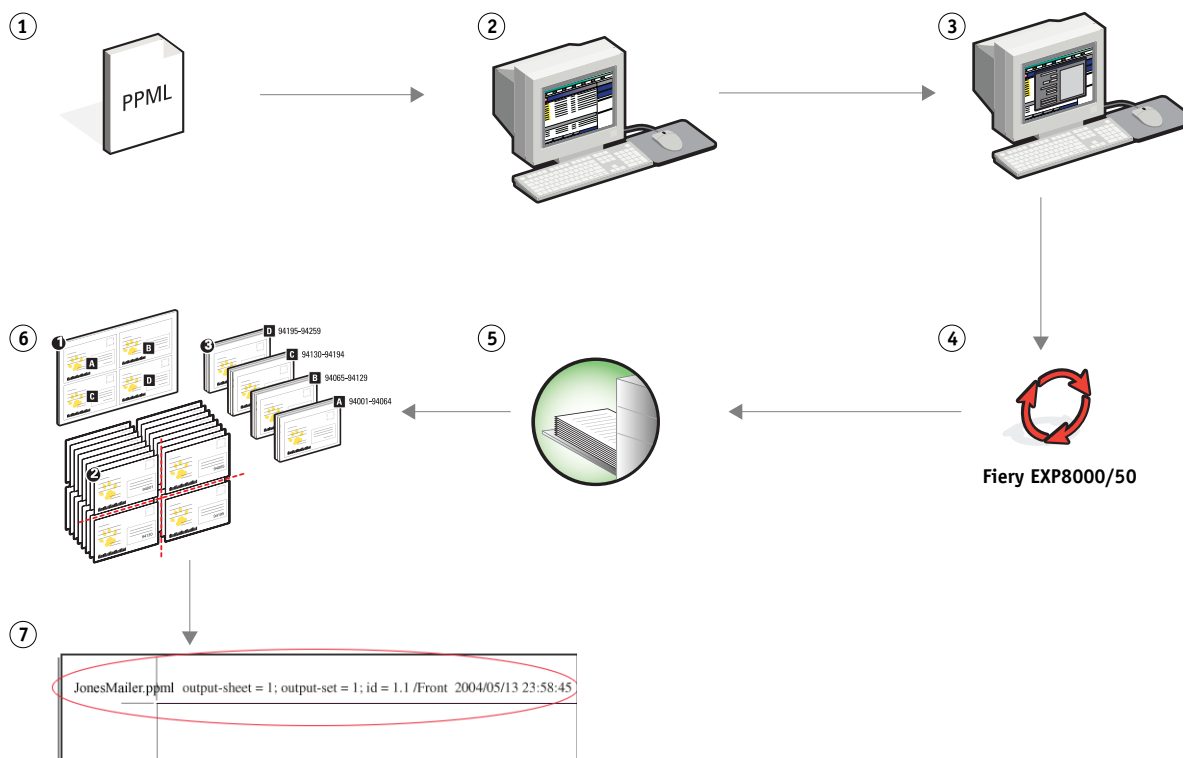 1
2
3
PPML
6
5
4
1
A
B
C
D
3
D 94195-94259
C 94130-94194
B 94065-94129
A 94001-94064
Fiery EXP8000/50
2
94001
94130
7
JonesMailer.ppml output-sheet = 1; output-set = 1; id = 1.1 /Front 2004/05/13 23:58:45